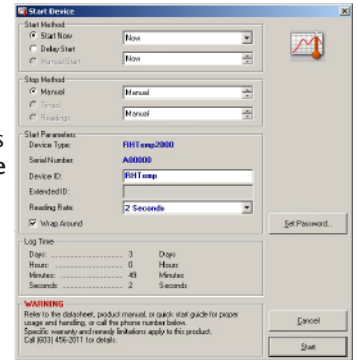 Start Device
Start Method
Start Now
Now
Delay Start
Manual Start
Now
Stop Method
Manual
Manual
Timed
Readings
Manual
Start Parameters
Device Type: RHTemp2000
Serial Number: A00000
Device ID: RHTemp
Extended ID:
Reading Rate: 2 Seconds
Wrap Around
Set Password...
Log Time
Days: 3 Days
Hours: 0 Hours
Minutes: 49 Minutes
Seconds 2 Seconds
WARNING
Refer to the datasheet, product manual, or quick start guide for proper
usage and handling, or call the phone number below.
Specific warranty and remedy limitations apply to this product.
Call (603) 456-2011 for details.
Cancel
Start
s
e